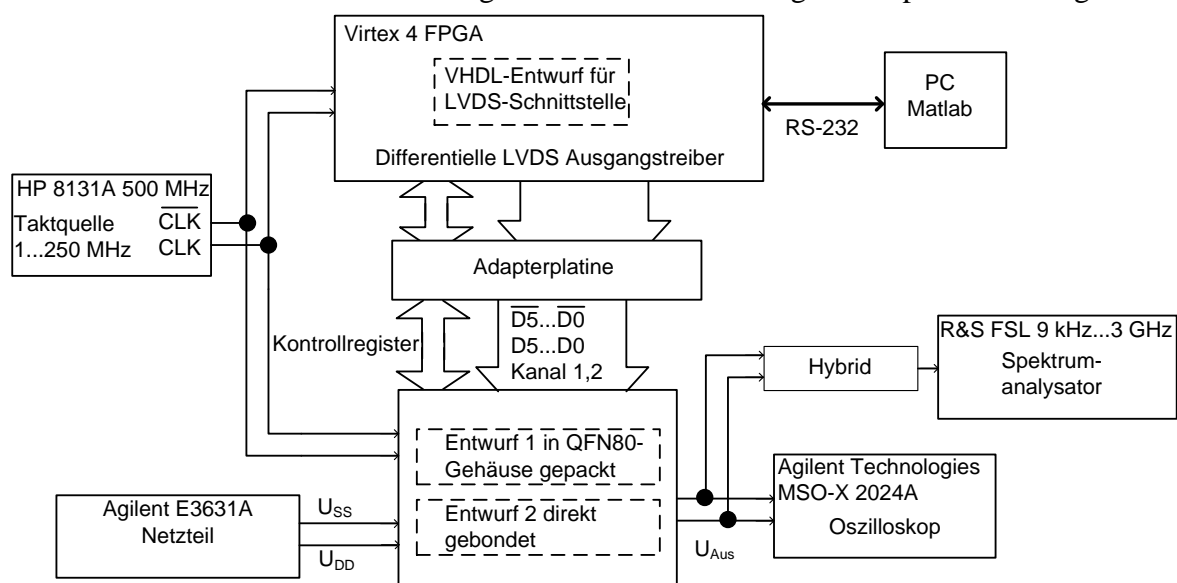 Virtex 4 FPGA
VHDL-Entwurf für
LVDS-Schnittstelle
Differentielle LVDS Ausgangstreiber
RS-232
PC
Matlab
HP 8131A 500 MHz
Taktquelle
1...250 MHz
C̅L̅K̅
CLK
Adapterplatine
Kontrollregister
D̅5̅...D̅0̅
D5...D0
Kanal 1,2
Hybrid
R&S FSL 9 kHz...3 GHz
Spektrum-
analysator
Entwurf 1 in QFN80-
Gehäuse gepackt
Entwurf 2 direkt
gebondet
Agilent Technologies
MSO-X 2024A
Oszilloskop
U_Aus
Agilent E3631A
Netzteil
U_SS
U_DD